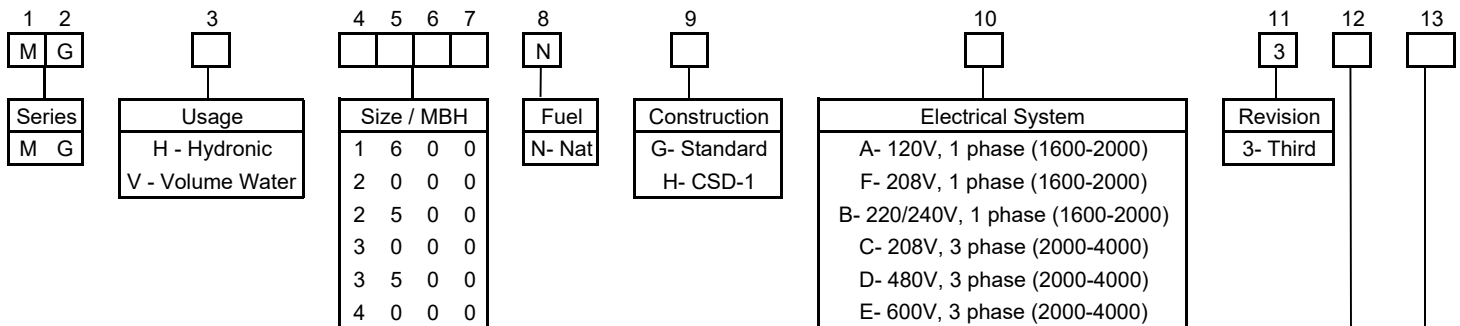 1 2 3 4 5 6 7 8 9 10 11 12 13
M G N 3
Series Usage Size / MBH Fuel Construction Electrical System Revision
M G H - Hydronic 1 6 0 0 N- Nat G- Standard A- 120V, 1 phase (1600-2000) 3- Third
V - Volume Water 2 0 0 0 H- CSD-1 F- 208V, 1 phase (1600-2000)
2 5 0 0 B- 220/240V, 1 phase (1600-2000)
3 0 0 0 C- 208V, 3 phase (2000-4000)
3 5 0 0 D- 480V, 3 phase (2000-4000)
4 0 0 0 E- 600V, 3 phase (2000-4000)